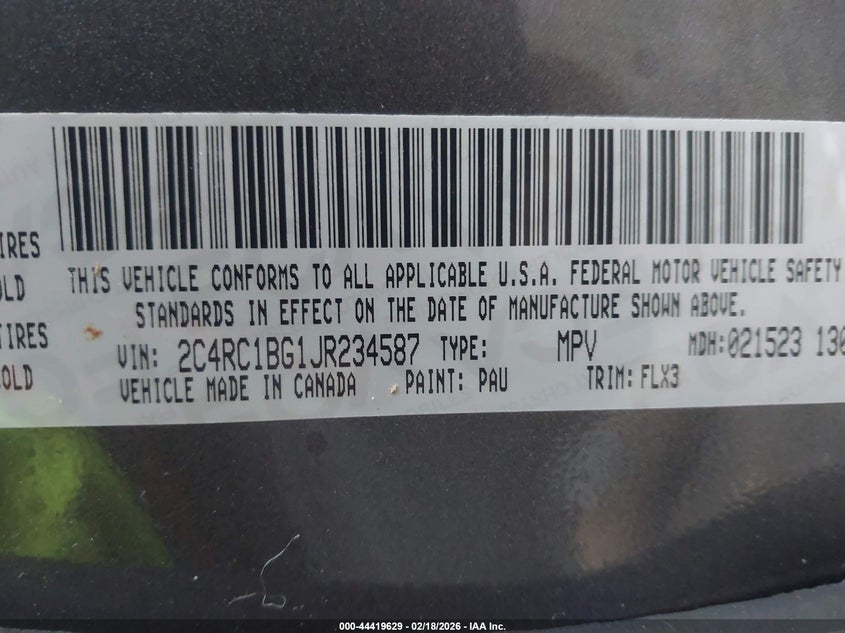 THIS VEHICLE CONFORMS TO ALL APPLICABLE U.S.A. FEDERAL MOTOR VEHICLE SAFETY
STANDARDS IN EFFECT ON THE DATE OF MANUFACTURE SHOWN ABOVE.
VIN: 2C4RC1BG1JR234587 TYPE: MPV MDH:021523 130
VEHICLE MADE IN CANADA PAINT: PAU TRIM: FLX3
IRES
OLD
TIRES
OLD
000-44419629 - 02/18/2026 - IAA Inc.